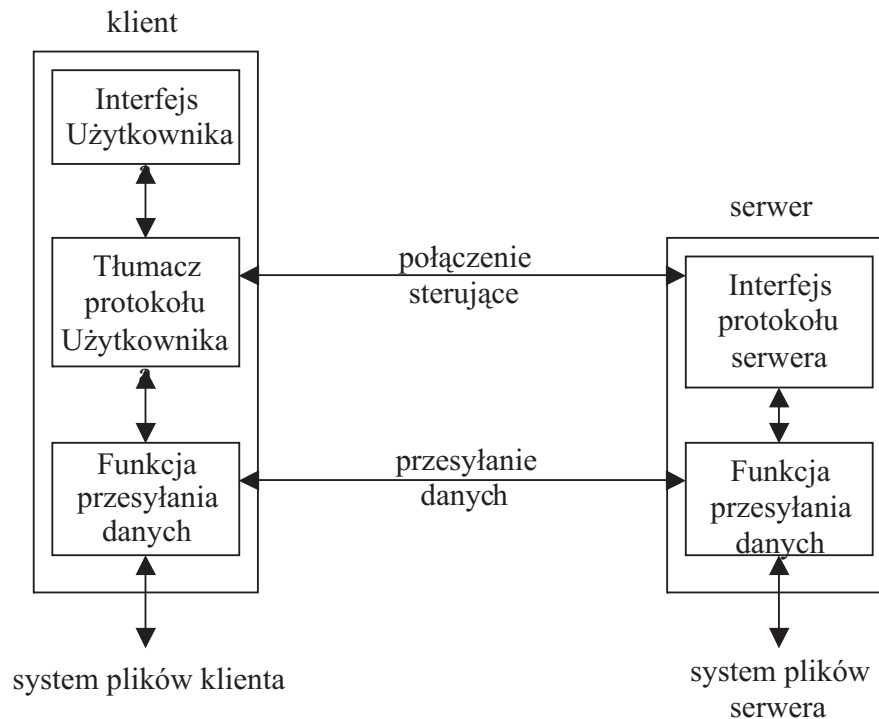 klient
Interfejs
Użytkownika
serwer
Tłumacz
protokołu
Użytkownika
połączenie
sterujące
Interfejs
protokołu
serwera
Funkcja
przesyłania
danych
przesyłanie
danych
Funkcja
przesyłania
danych
system plików klienta
system plików
serwera